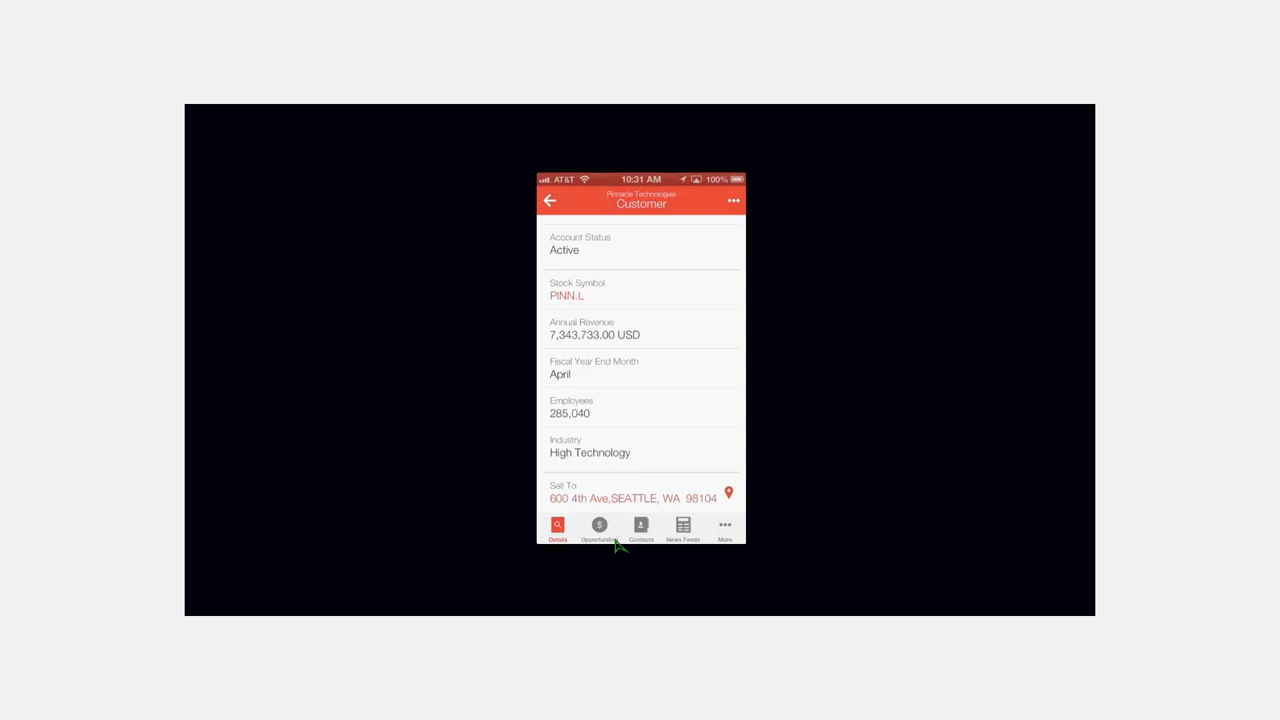 AT&T 10:31 AM 100%
Pinnacle Technologies
Customer
Account Status
Active
Stock Symbol
PINN.L
Annual Revenue
7,343,733.00 USD
Fiscal Year End Month
April
Employees
285,040
Industry
High Technology
Sell To
600 4th Ave,SEATTLE, WA 98104
Details Opportunities Contacts News Feeds More